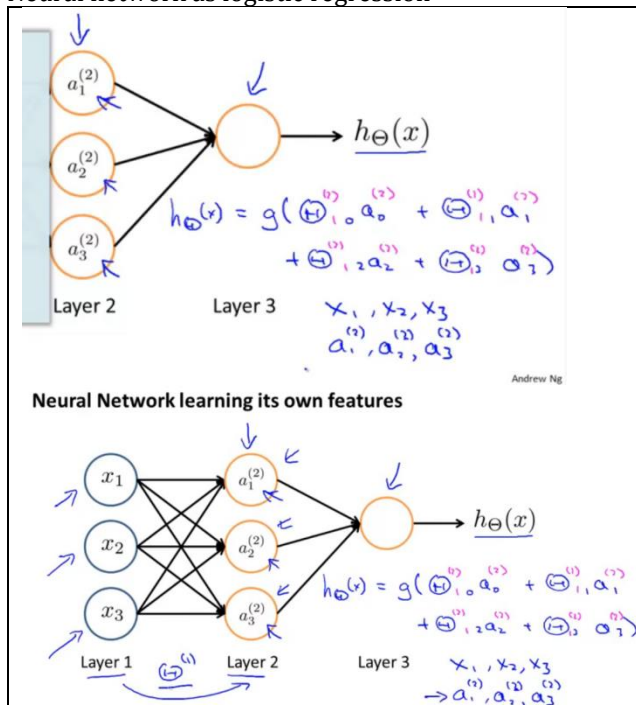 Neural network as logistic regression
a₁⁽²⁾
a₂⁽²⁾
a₃⁽²⁾
h_Θ(x)
h_Θ(x) = g(Θ₁₀⁽²⁾ a₀⁽²⁾ + Θ₁₁⁽²⁾ a₁⁽²⁾
+ Θ₁₂⁽²⁾ a₂⁽²⁾ + Θ₁₃⁽²⁾ a₃⁽²⁾)
Layer 2 Layer 3
x₁, x₂, x₃
a₁⁽²⁾, a₂⁽²⁾, a₃⁽²⁾
Andrew Ng
Neural Network learning its own features
x₁ a₁⁽²⁾
x₂ a₂⁽²⁾
x₃ a₃⁽²⁾
h_Θ(x)
h_Θ(x) = g(Θ₁₀⁽²⁾ a₀⁽²⁾ + Θ₁₁⁽²⁾ a₁⁽²⁾
+ Θ₁₂⁽²⁾ a₂⁽²⁾ + Θ₁₃⁽²⁾ a₃⁽²⁾)
Layer 1 Θ⁽¹⁾ Layer 2 Layer 3
x₁, x₂, x₃
→ a₁⁽²⁾, a₂⁽²⁾, a₃⁽²⁾